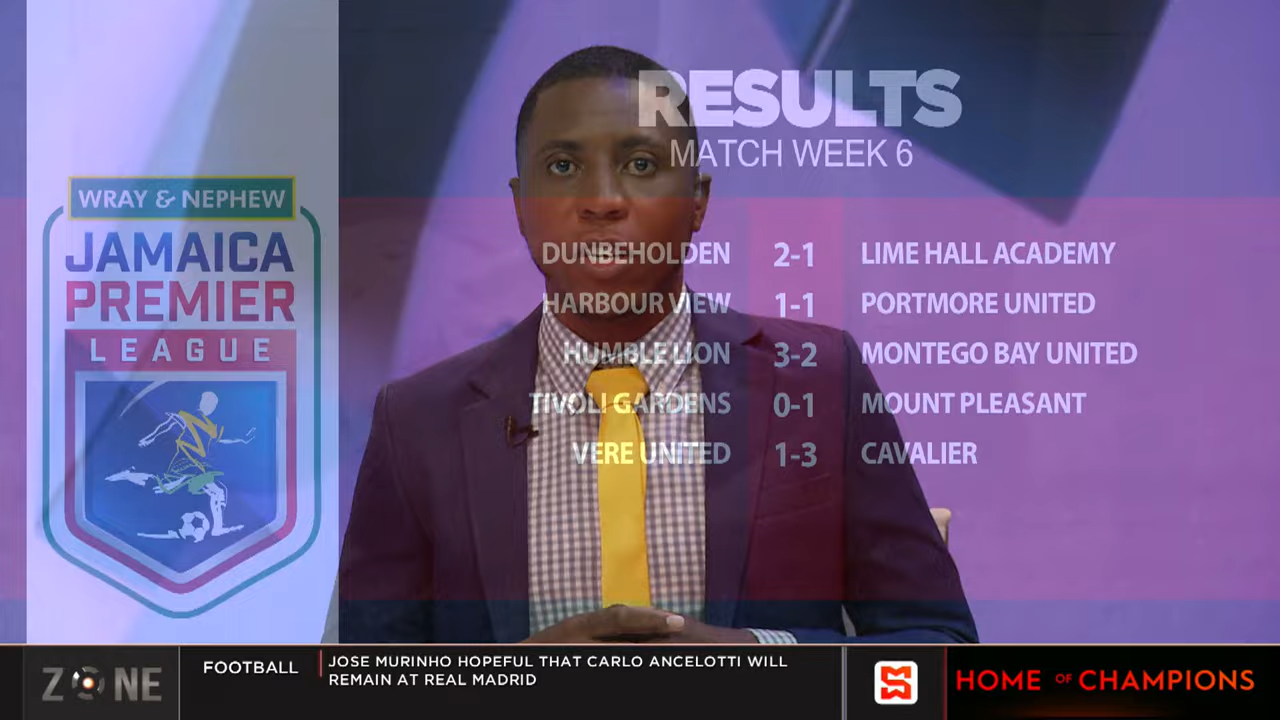 WRAY & NEPHEW
JAMAICA
PREMIER
LEAGUE
RESULTS
MATCH WEEK 6
DUNBEHOLDEN 2-1 LIME HALL ACADEMY
HARBOUR VIEW 1-1 PORTMORE UNITED
HUMBLE LION 3-2 MONTEGO BAY UNITED
TIVOLI GARDENS 0-1 MOUNT PLEASANT
VERE UNITED 1-3 CAVALIER
ZONE
FOOTBALL
JOSE MURINHO HOPEFUL THAT CARLO ANCELOTTI WILL
REMAIN AT REAL MADRID
HOME OF CHAMPIONS